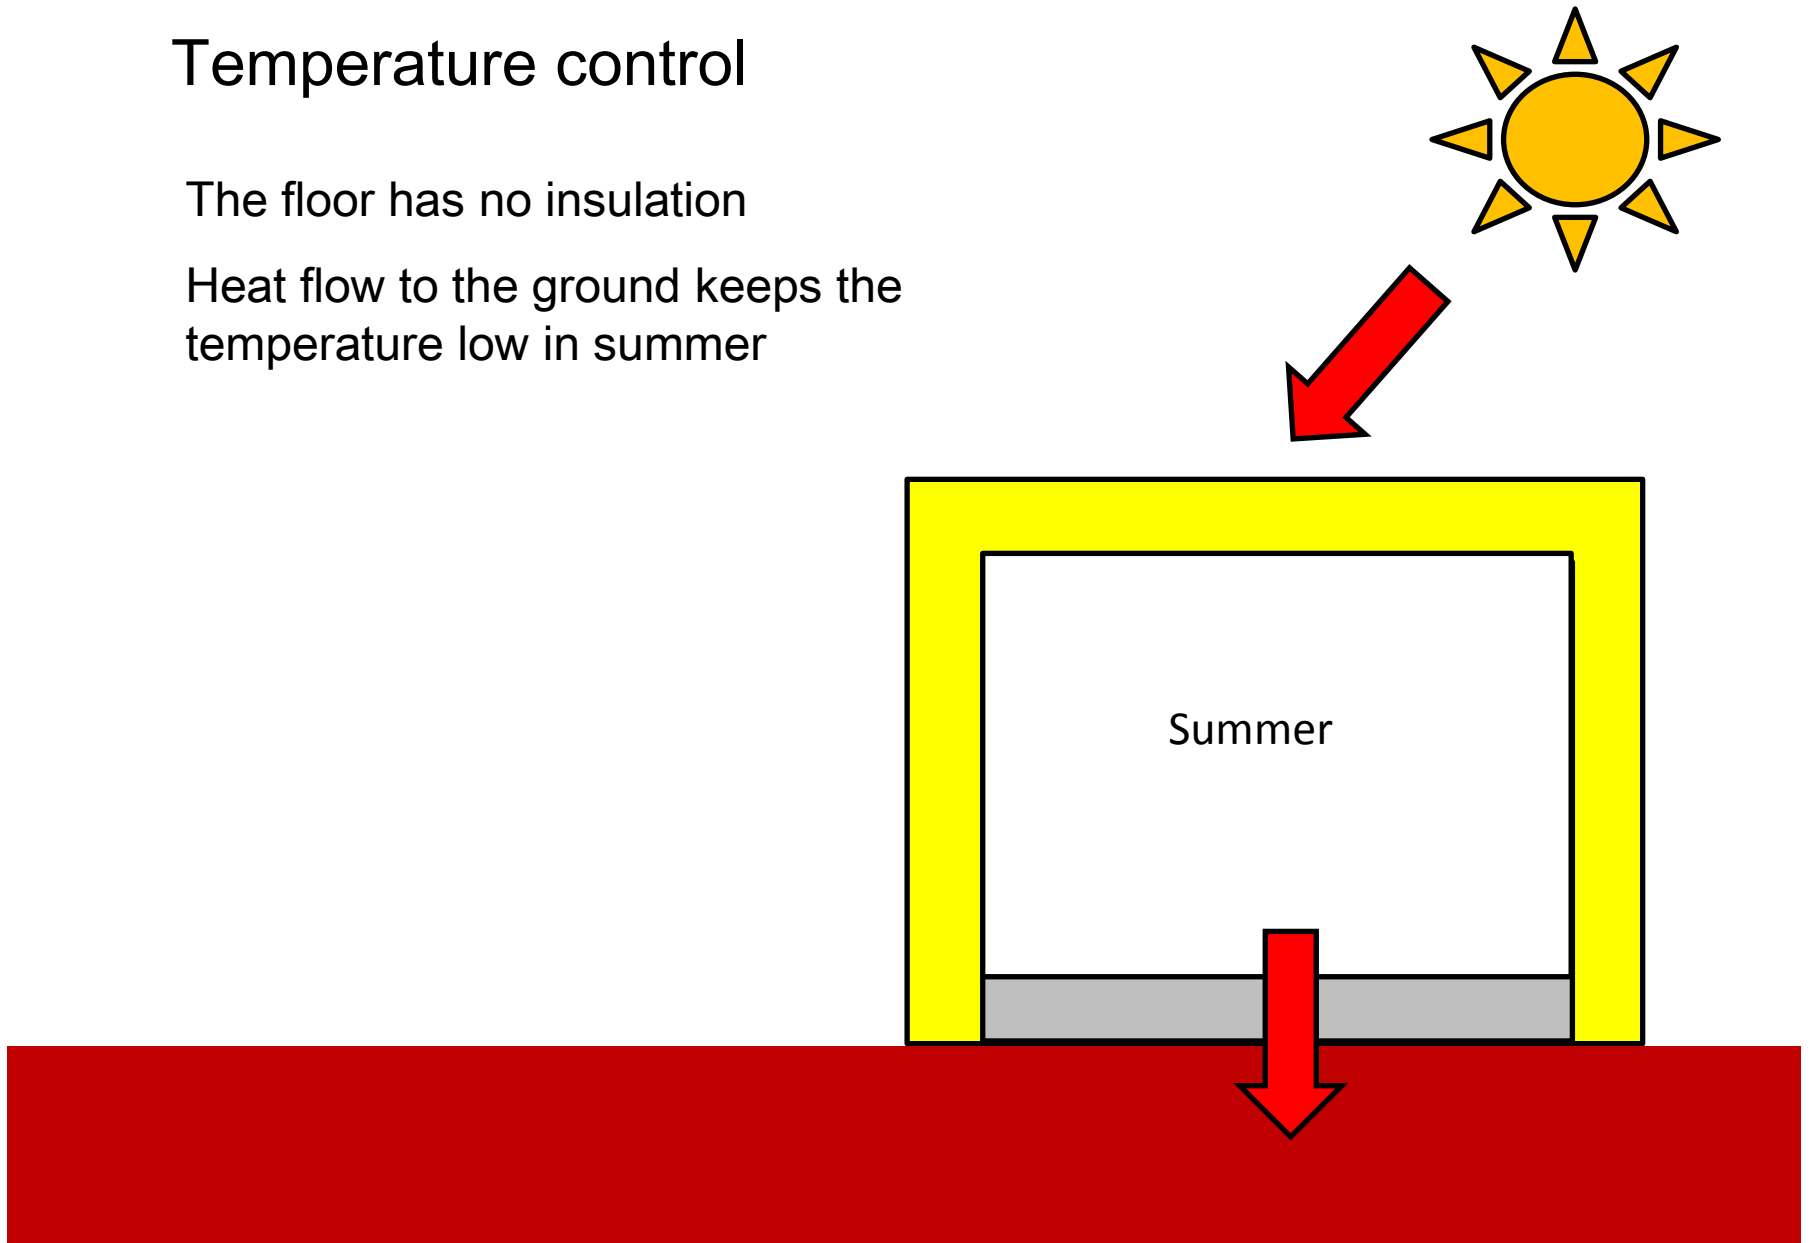 Temperature control
The floor has no insulation
Heat flow to the ground keeps the
temperature low in summer
Summer